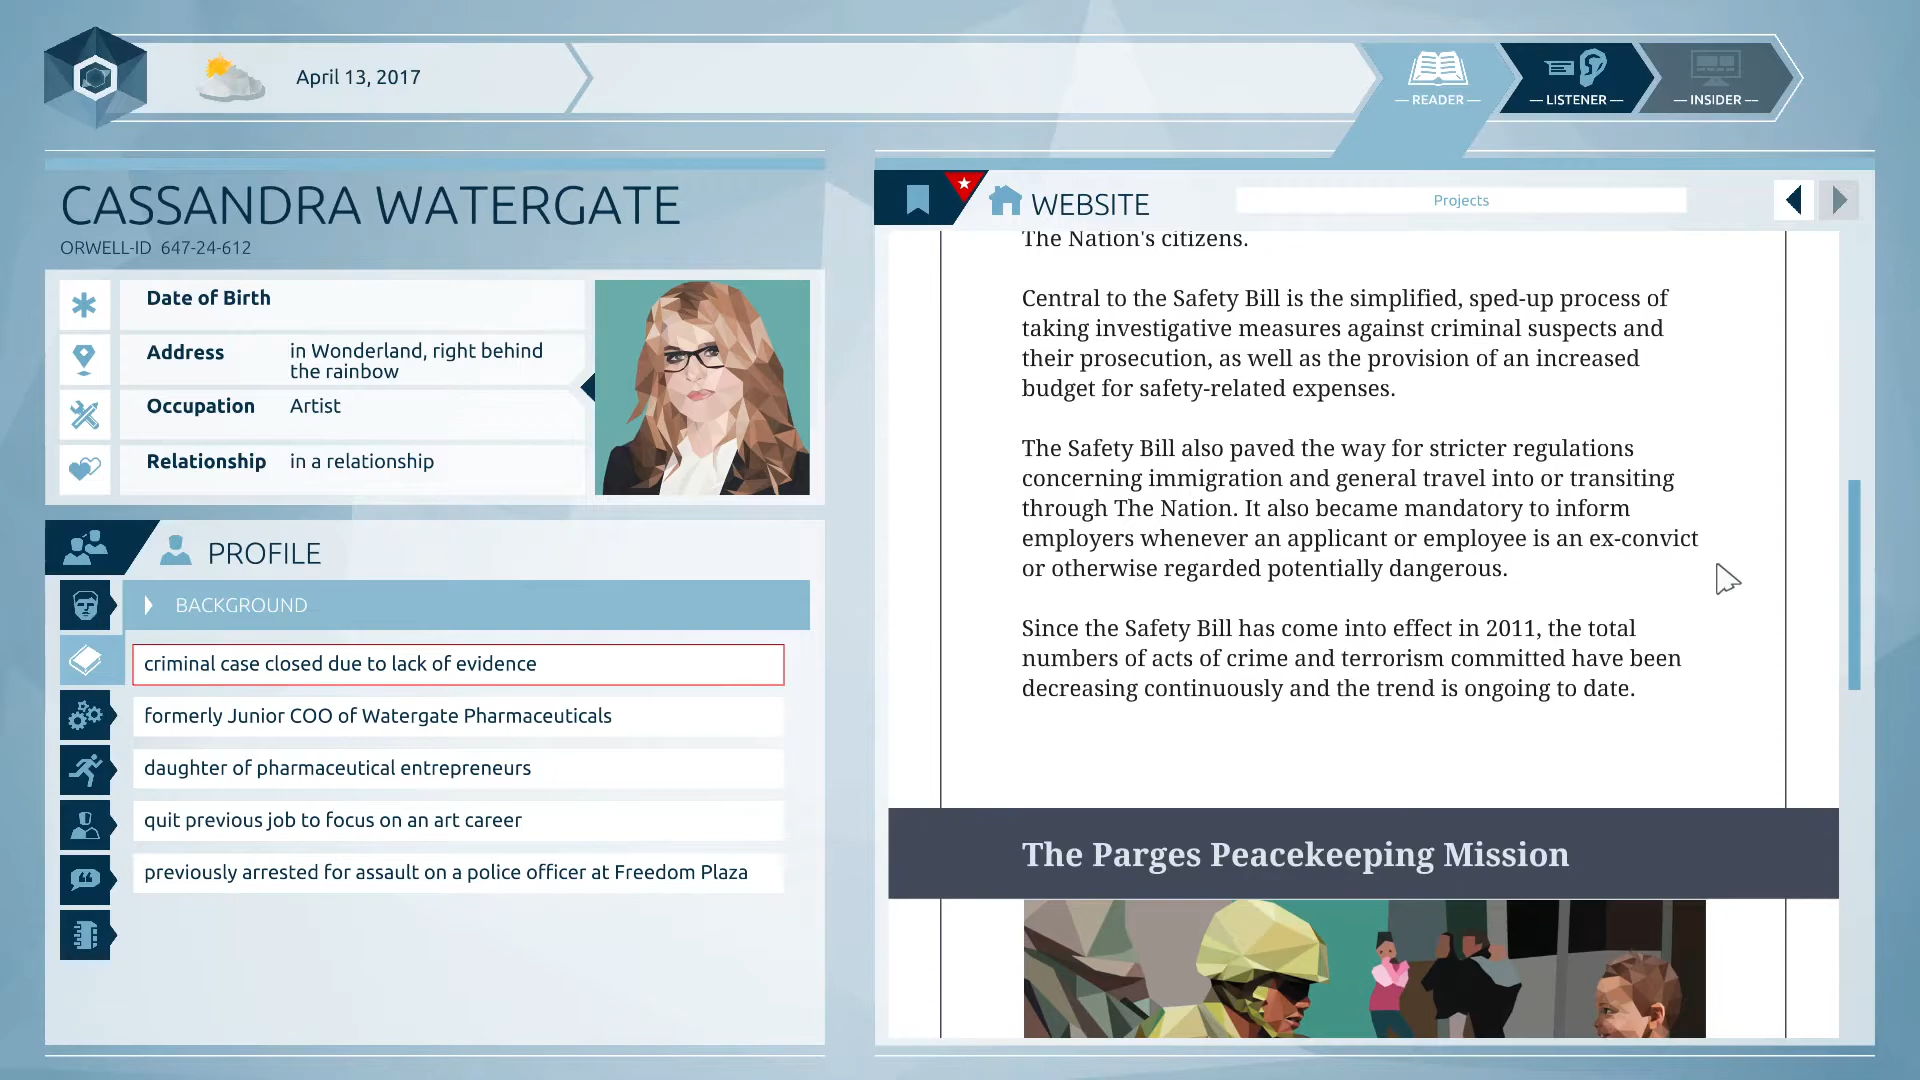 April 13, 2017
READER
LISTENER
INSIDER
CASSANDRA WATERGATE
ORWELL-ID 647-24-612
Date of Birth
Address in Wonderland, right behind
the rainbow
Occupation Artist
Relationship in a relationship
PROFILE
BACKGROUND
criminal case closed due to lack of evidence
formerly Junior COO of Watergate Pharmaceuticals
daughter of pharmaceutical entrepreneurs
quit previous job to focus on an art career
previously arrested for assault on a police officer at Freedom Plaza
WEBSITE
Projects
The Nation's citizens.
Central to the Safety Bill is the simplified, sped-up process of
taking investigative measures against criminal suspects and
their prosecution, as well as the provision of an increased
budget for safety-related expenses.
The Safety Bill also paved the way for stricter regulations
concerning immigration and general travel into or transiting
through The Nation. It also became mandatory to inform
employers whenever an applicant or employee is an ex-convict
or otherwise regarded potentially dangerous.
Since the Safety Bill has come into effect in 2011, the total
numbers of acts of crime and terrorism committed have been
decreasing continuously and the trend is ongoing to date.
The Parges Peacekeeping Mission